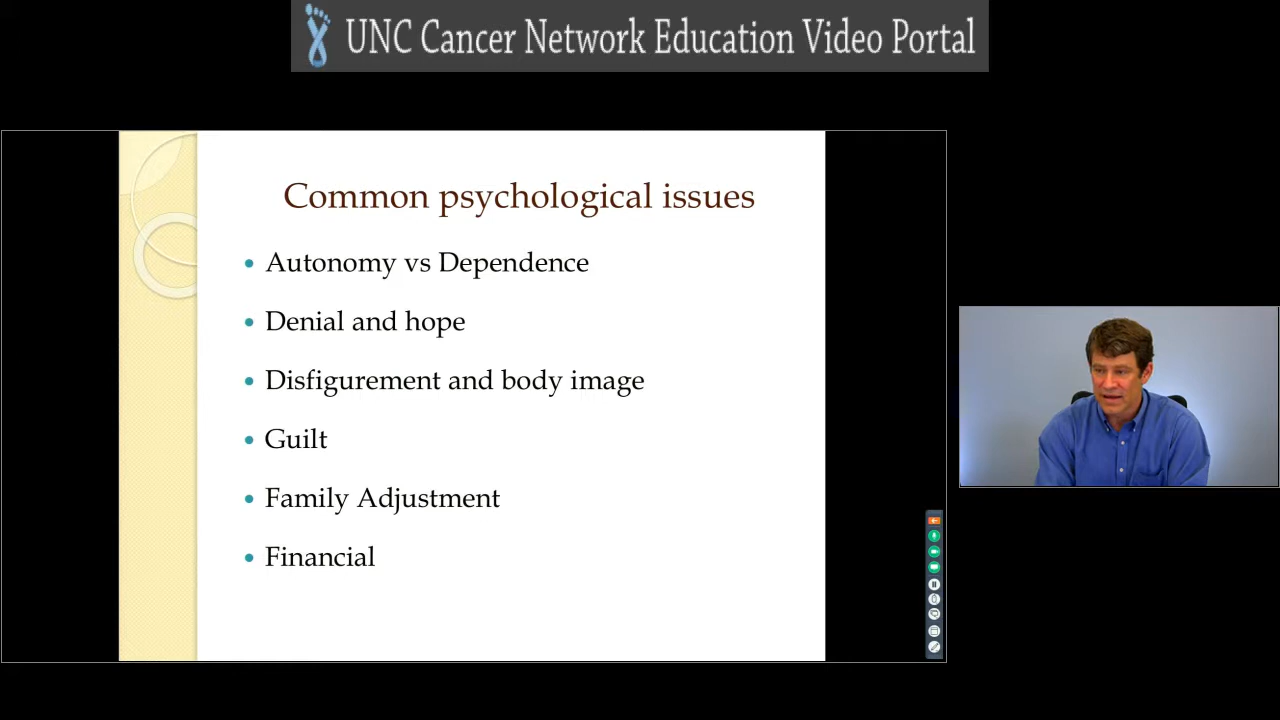 UNC Cancer Network Education Video Portal
Common psychological issues
• Autonomy vs Dependence
• Denial and hope
• Disfigurement and body image
• Guilt
• Family Adjustment
• Financial